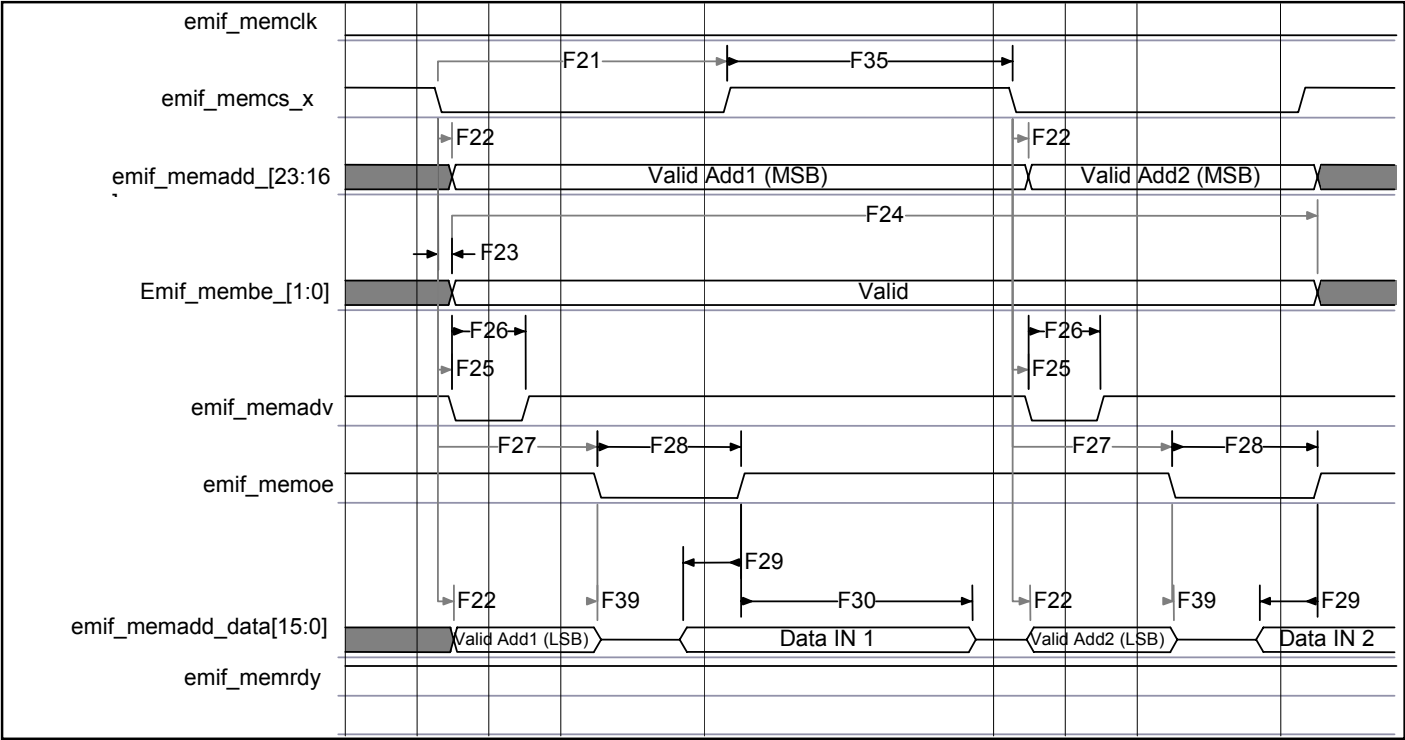 emif_memclk
F21 F35
emif_memcs_x
F22 F22
emif_memadd_[23:16 Valid Add1 (MSB) Valid Add2 (MSB)
]
F24
F23
Emif_membe_[1:0] Valid
F26 F26
F25 F25
emif_memadv
F27 F28 F27 F28
emif_memoe
F29
F22 F39 F30 F22 F39 F29
emif_memadd_data[15:0] Valid Add1 (LSB) Data IN 1 Valid Add2 (LSB) Data IN 2
emif_memrdy